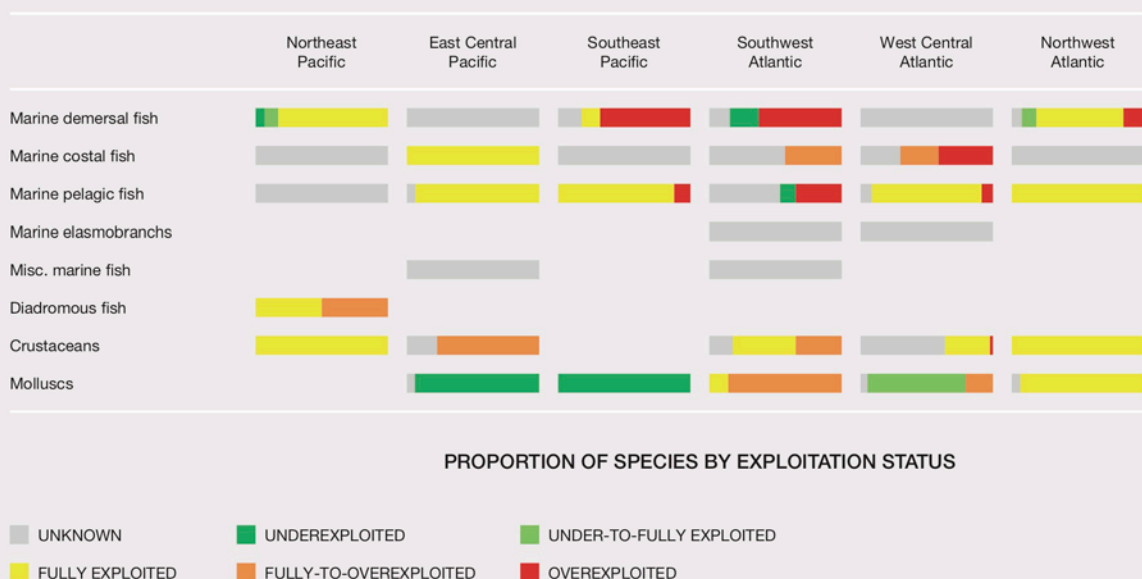 Northeast Pacific
East Central Pacific
Southeast Pacific
Southwest Atlantic
West Central Atlantic
Northwest Atlantic
Marine demersal fish
Marine costal fish
Marine pelagic fish
Marine elasmobranchs
Misc. marine fish
Diadromous fish
Crustaceans
Molluscs
PROPORTION OF SPECIES BY EXPLOITATION STATUS
UNKNOWN
UNDEREXPLOITED
UNDER-TO-FULLY EXPLOITED
FULLY EXPLOITED
FULLY-TO-OVEREXPLOITED
OVEREXPLOITED